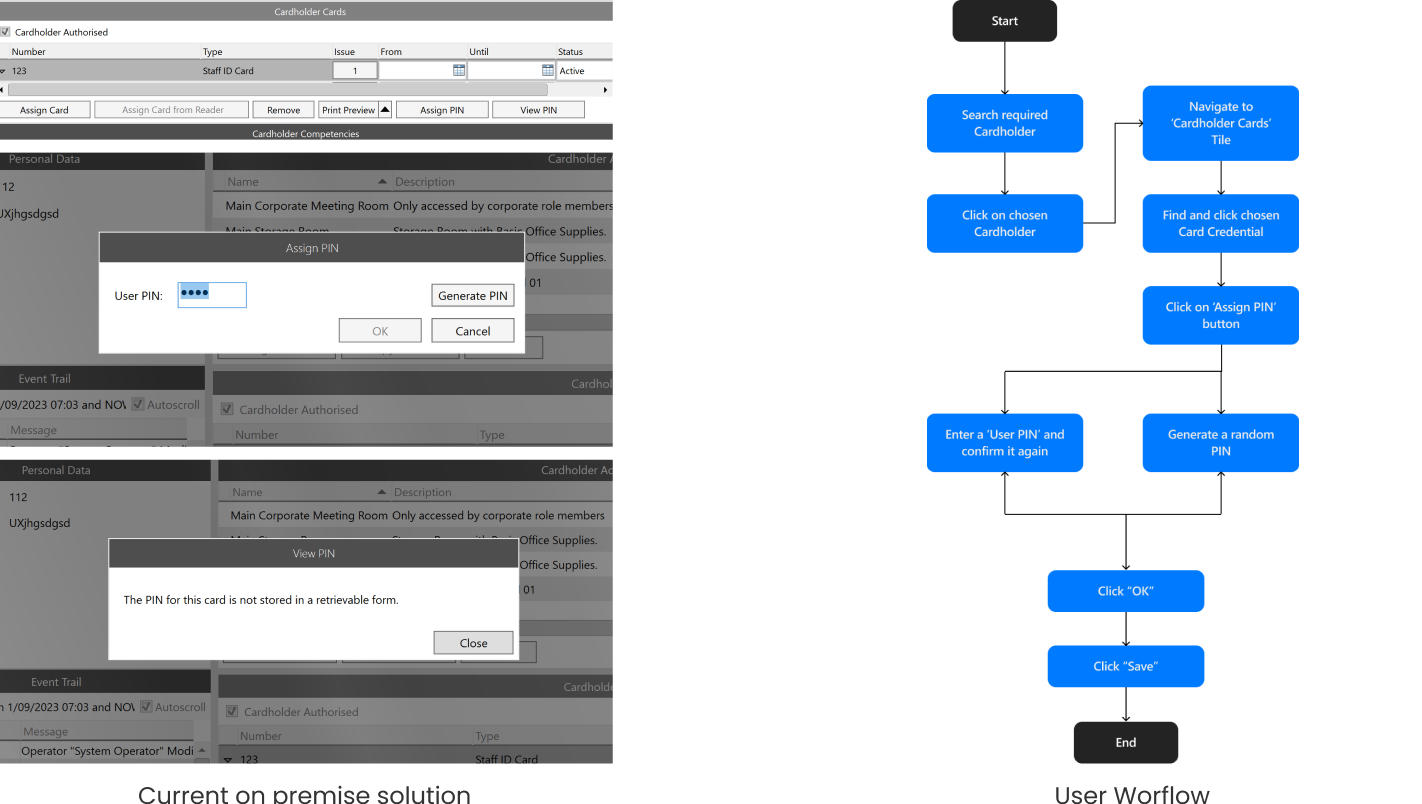 Cardholder Cards
Cardholder Authorised
Number Type Issue From Until Status
123 Staff ID Card 1 Active
Assign Card Assign Card from Reader Remove Print Preview Assign PIN View PIN
Cardholder Competencies
Personal Data Cardholder
12 Name Description
UXjhgsdgsd Main Corporate Meeting Room Only accessed by corporate role members
Main Storage Room Storage Room with Basic Office Supplies.
Assign PIN
Office Supplies.
User PIN: Generate PIN
01
OK Cancel
Event Trail
/09/2023 07:03 and NOW Autoscroll
Message
Cardhol
Cardholder Authorised
Number Type
Personal Data Cardholder Ac
112 Name Description
UXjhgsdgsd Main Corporate Meeting Room Only accessed by corporate role members
Office Supplies.
View PIN
Office Supplies.
01
The PIN for this card is not stored in a retrievable form.
Close
Event Trail
1/09/2023 07:03 and NOW Autoscroll
Message
Operator "System Operator" Modi
Cardholde
Cardholder Authorised
Number Type
123 Staff ID Card
Current on premise solution
Start
Search required
Cardholder
Click on chosen
Cardholder
Navigate to
‘Cardholder Cards’
Tile
Find and click chosen
Card Credential
Click on ‘Assign PIN’
button
Enter a ‘User PIN’ and
confirm it again
Generate a random
PIN
Click “OK”
Click “Save”
End
User Worflow